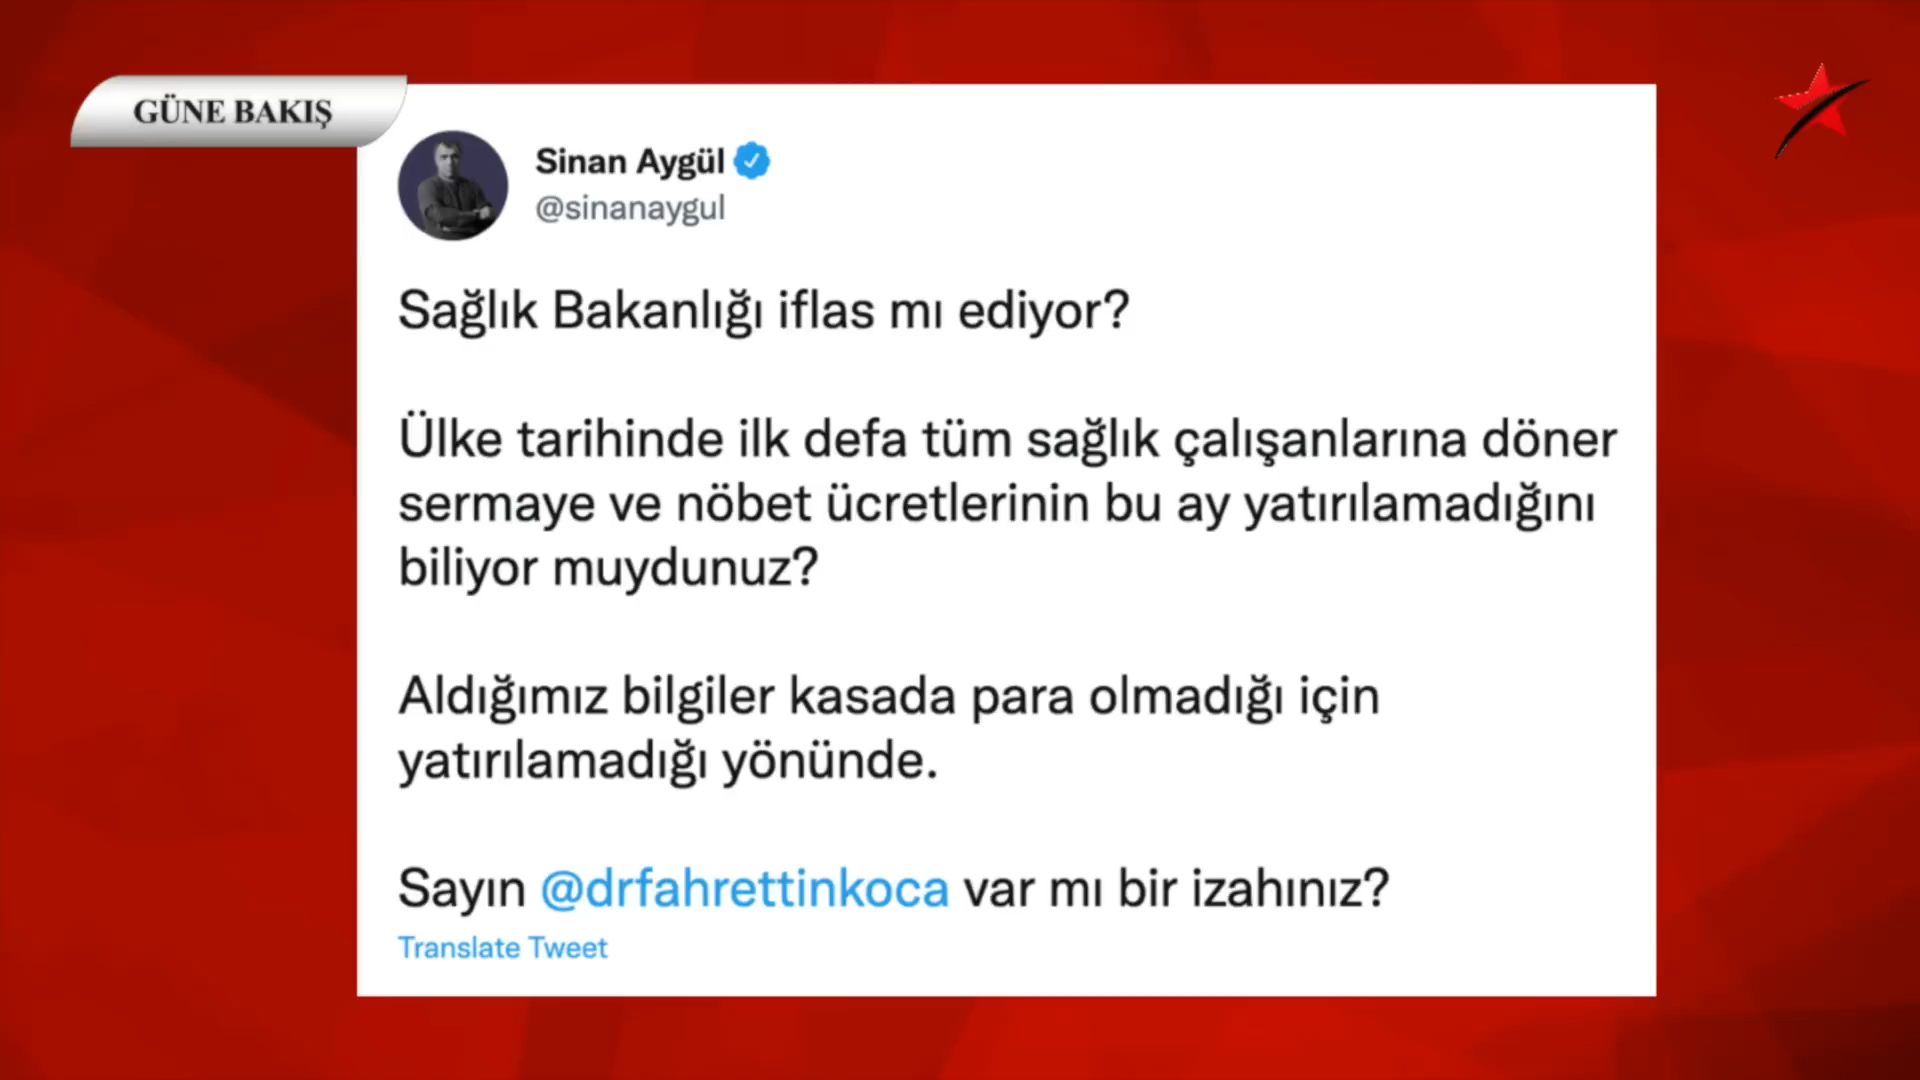 GÜNE BAKIŞ
Sinan Aygül
@sinanaygul
Sağlık Bakanlığı iflas mı ediyor?
Ülke tarihinde ilk defa tüm sağlık çalışanlarına döner
sermaye ve nöbet ücretlerinin bu ay yatırılamadığını
biliyor muydunuz?
Aldığımız bilgiler kasada para olmadığı için
yatırılamadığı yönünde.
Sayın @drfahrettinkoca var mı bir izahınız?
Translate Tweet